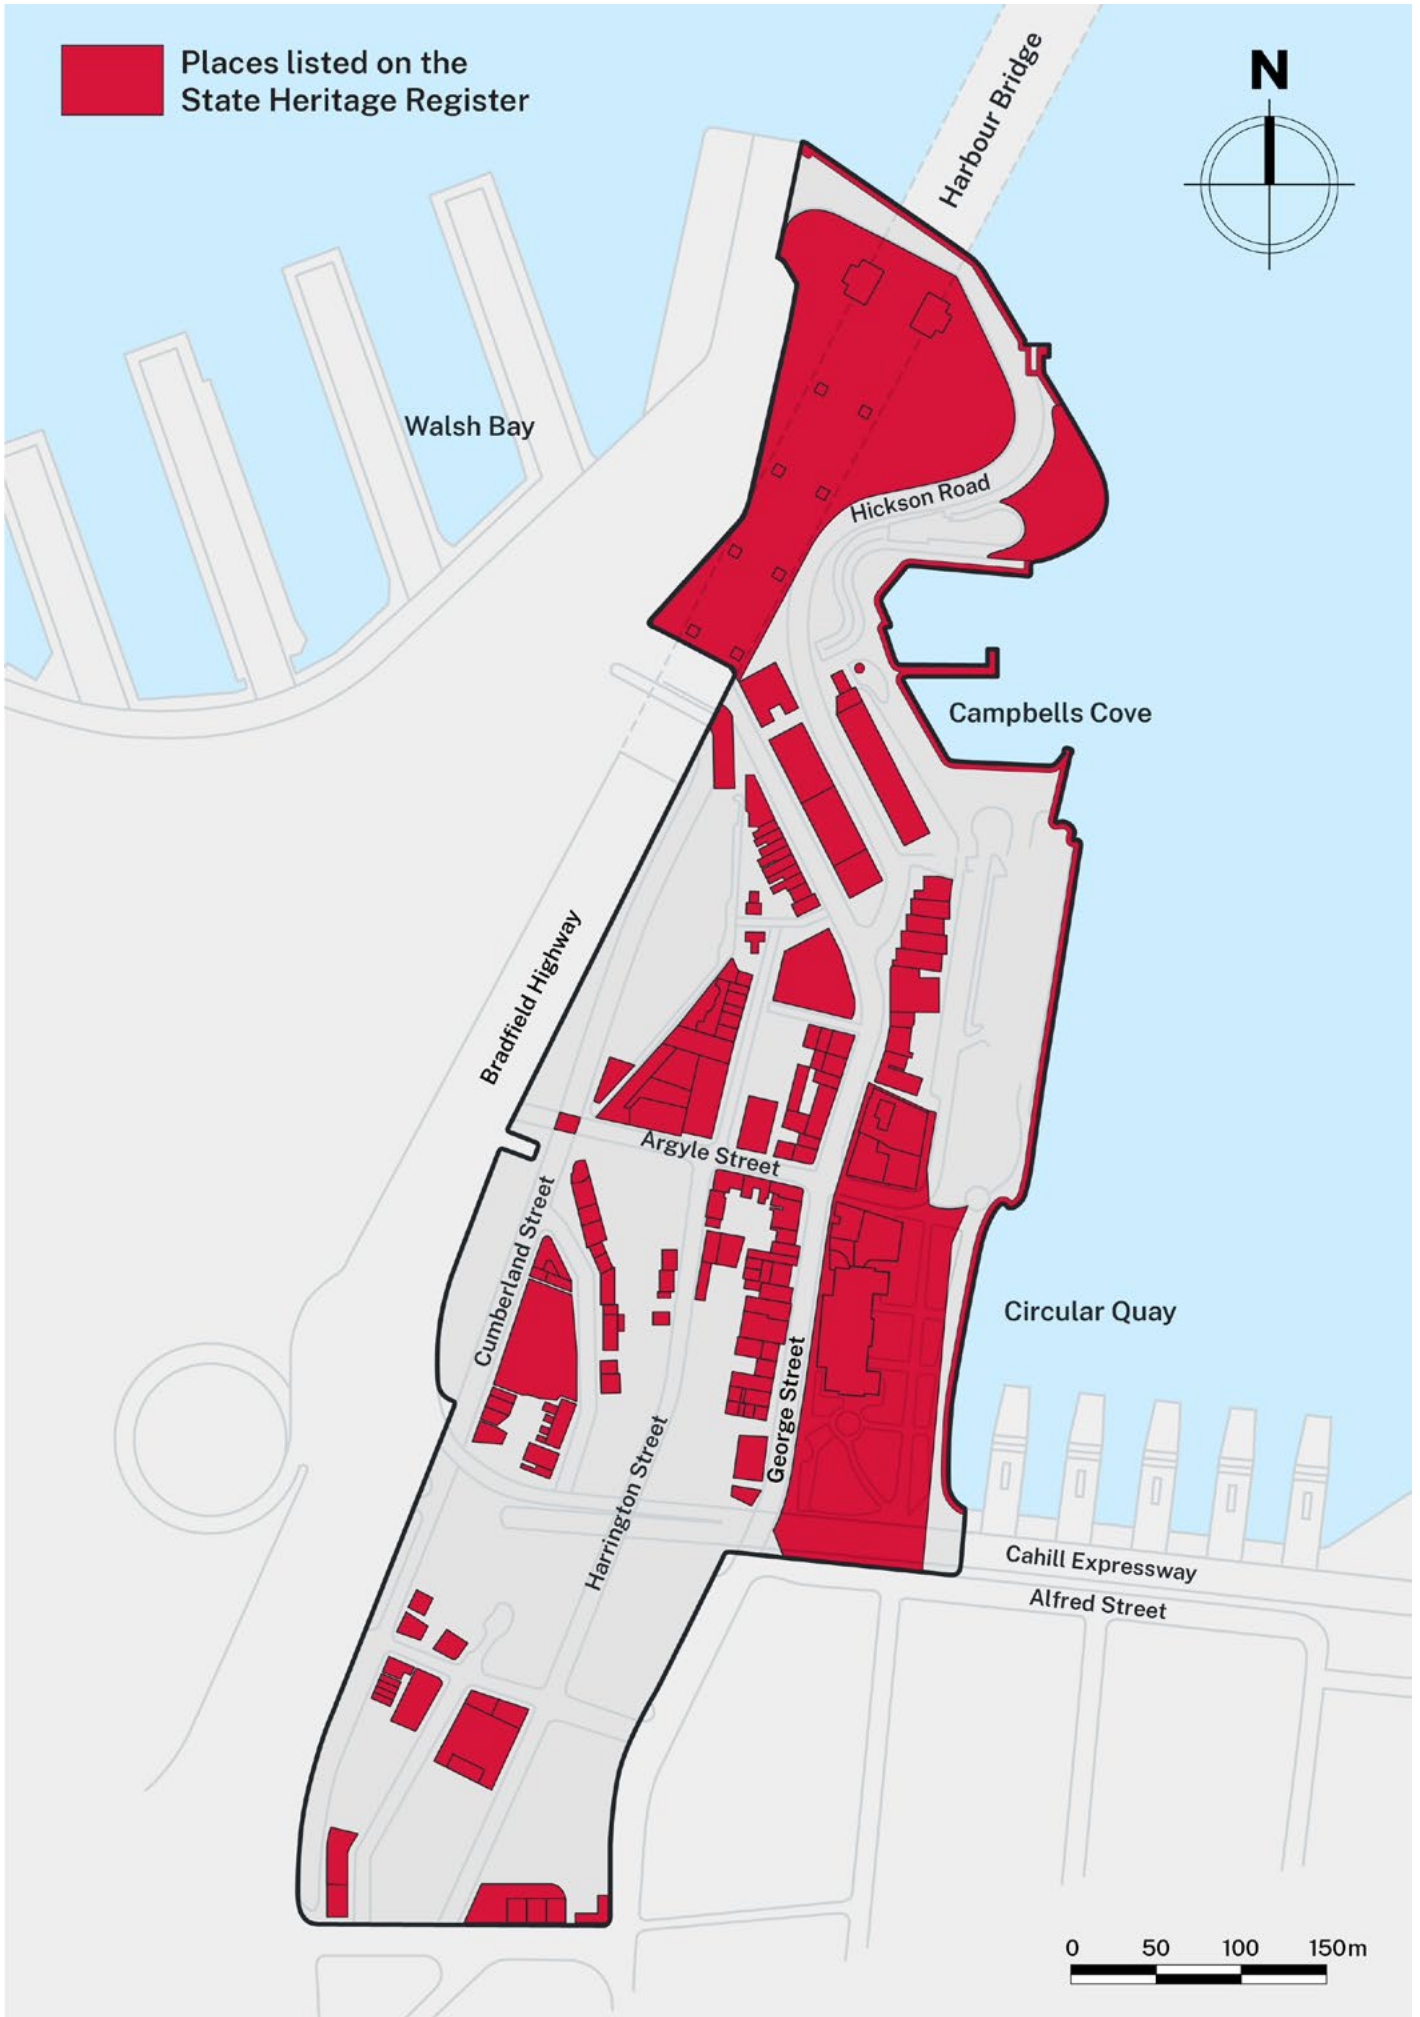 Places listed on the
State Heritage Register
N
Harbour Bridge
Walsh Bay
Hickson Road
Campbells Cove
Bradfield Highway
Argyle Street
Cumberland Street
Circular Quay
George Street
Harrington Street
Cahill Expressway
Alfred Street
0 50 100 150m